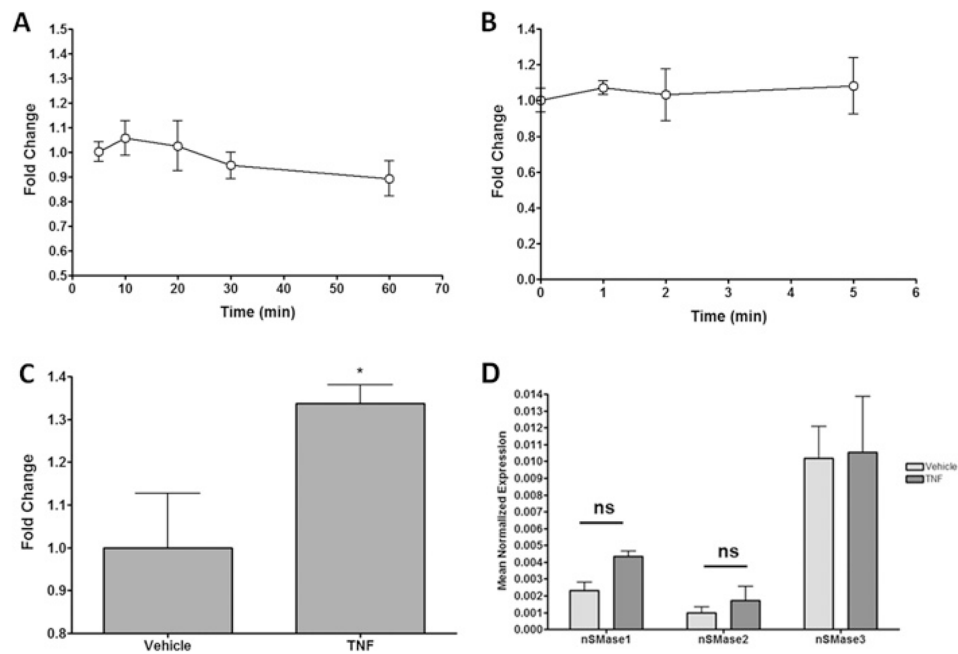 A
1.5
1.4
1.3
1.2
1.1
1.0
0.9
0.8
0.7
0.6
0.5
Fold Change
0 10 20 30 40 50 60 70
Time (min)
B
1.4
1.2
1.0
0.8
0.6
0.4
0.2
0.0
Fold Change
0 1 2 3 4 5 6
Time (min)
C
1.4
1.3
1.2
1.1
1.0
0.9
0.8
Fold Change
*
Vehicle TNF
D
0.014
0.013
0.012
0.011
0.010
0.009
0.008
0.007
0.006
0.005
0.004
0.003
0.002
0.001
0.000
Mean Normalized Expression
ns
ns
nSMase1 nSMase2 nSMase3
Vehicle
TNF